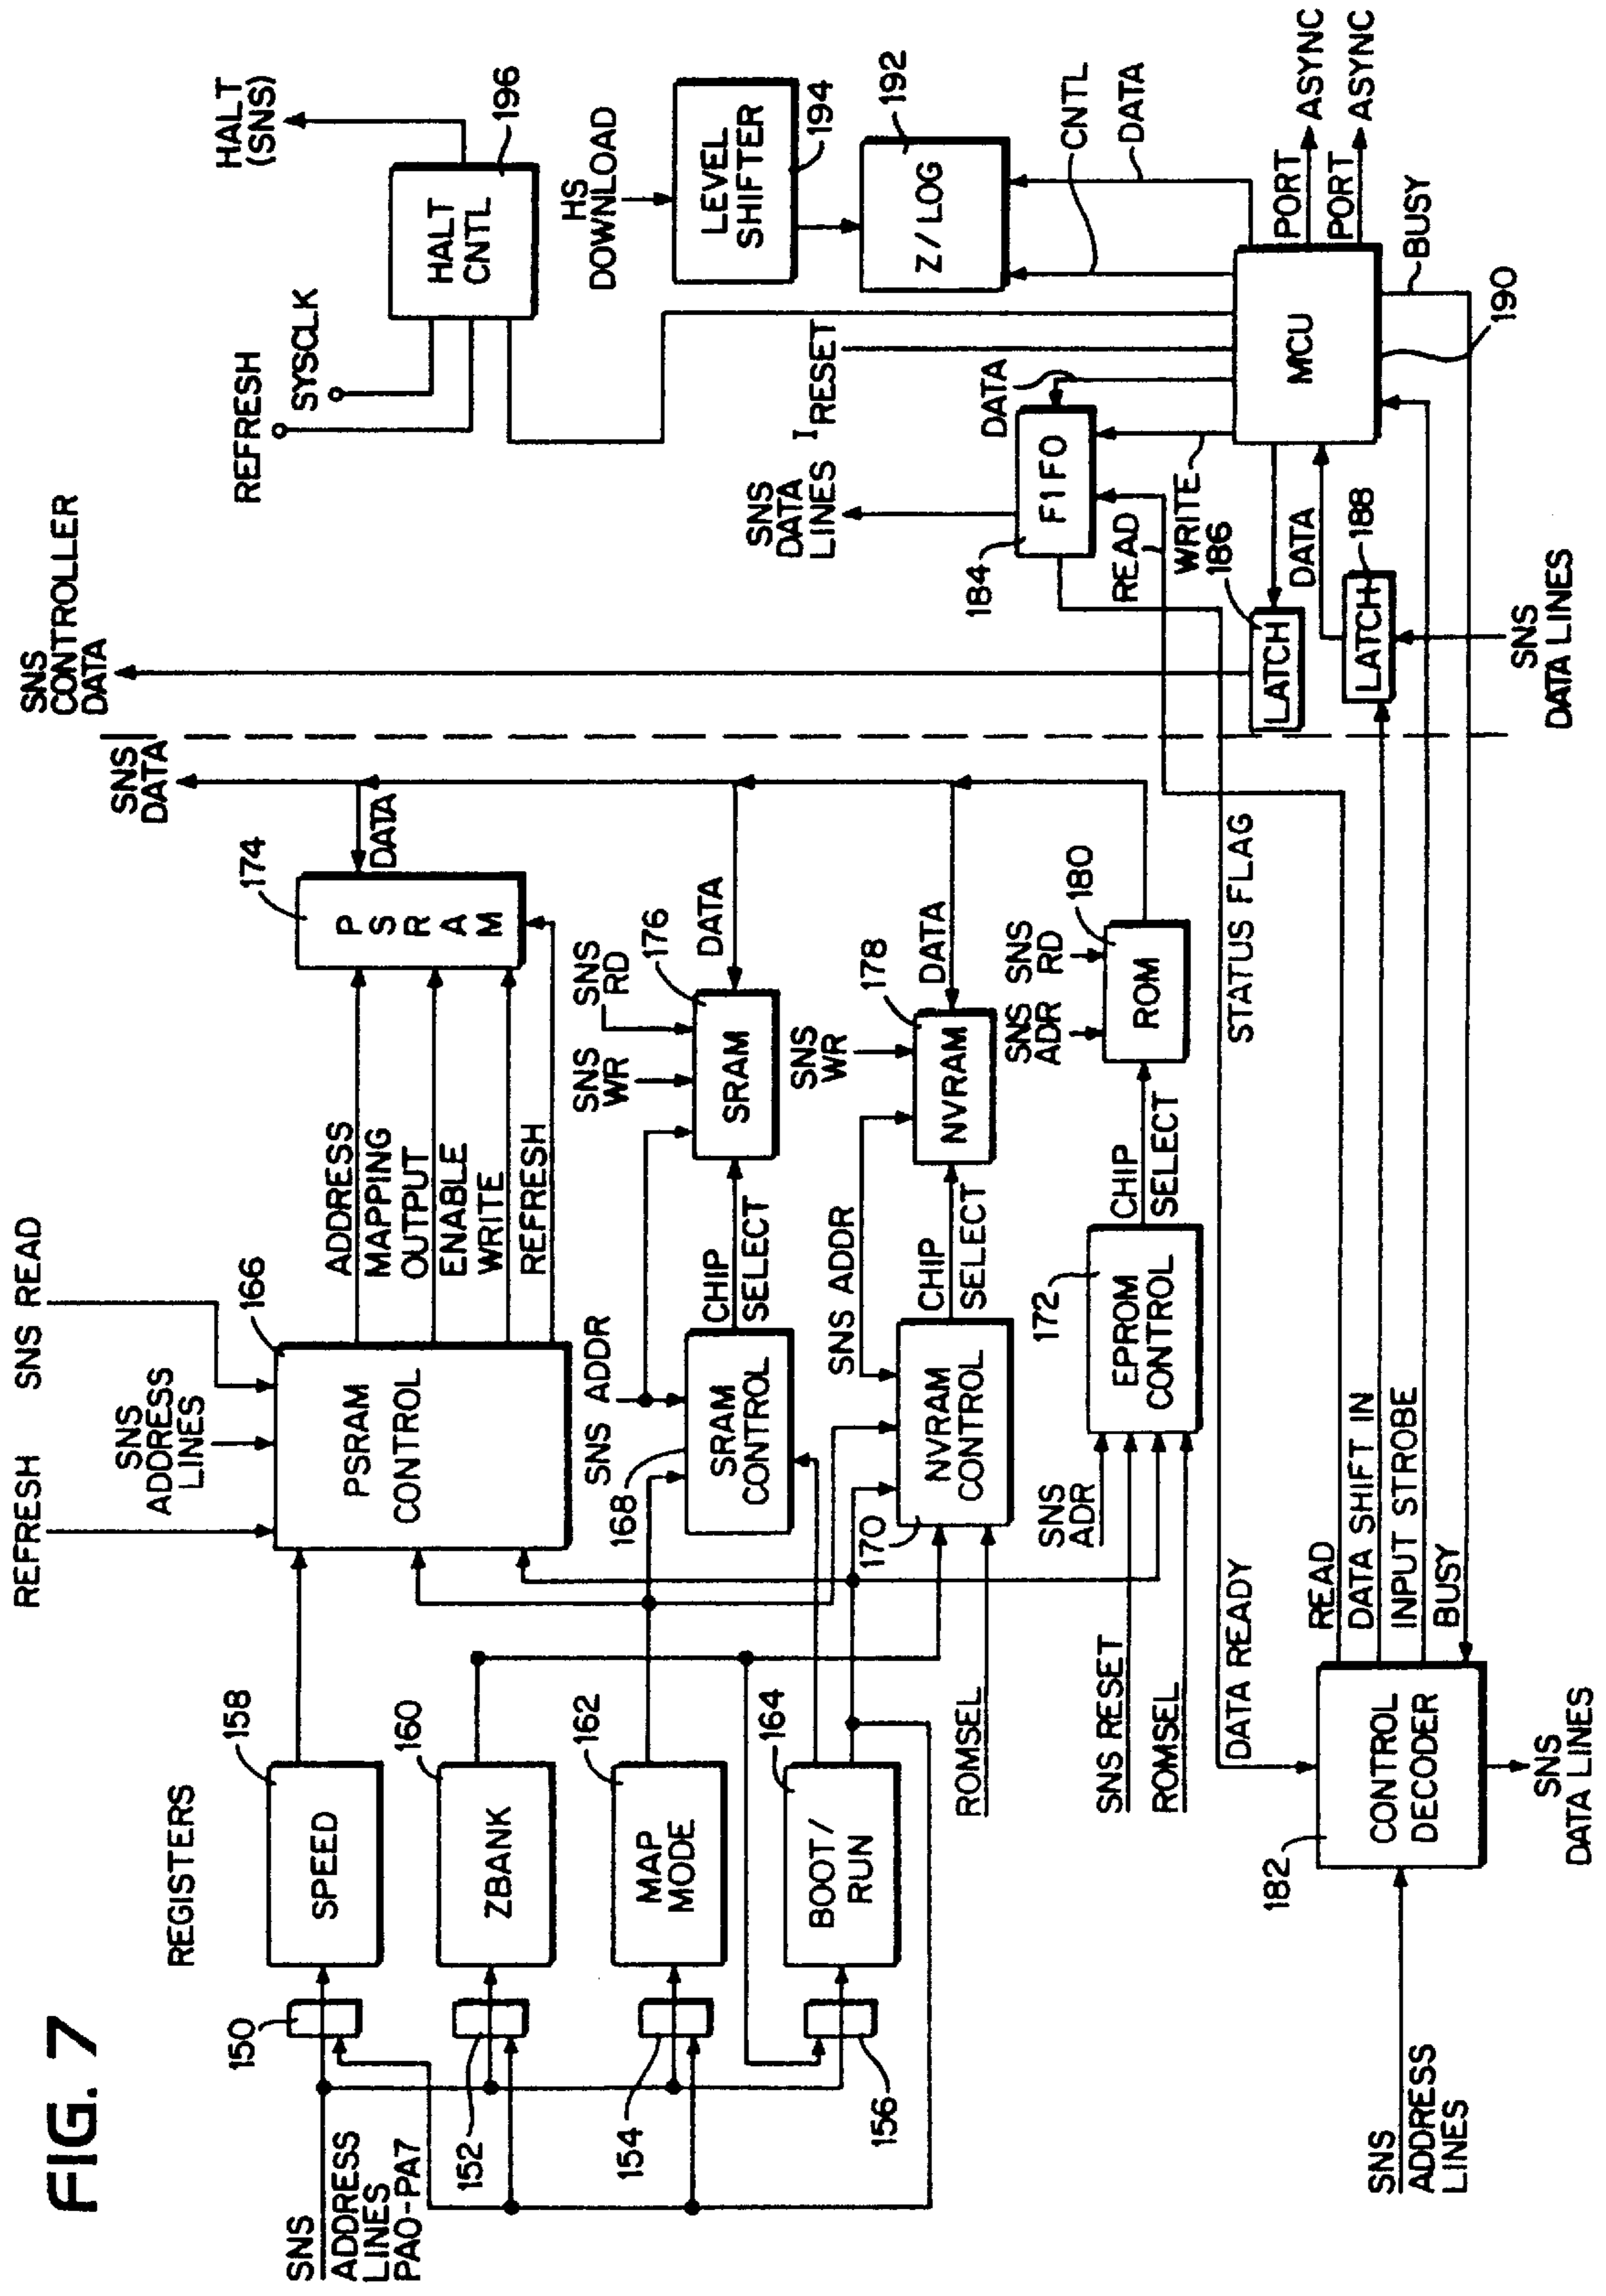 FIG. 7
SNS
ADDRESS
LINES
PA0-PA7
REGISTERS
150
152
154
156
SPEED
158
ZBANK
160
MAP
MODE
162
BOOT/
RUN
164
REFRESH
SNS
ADDRESS
LINES
SNS READ
PSRAM
CONTROL
166
ADDRESS
MAPPING
OUTPUT
ENABLE
WRITE
REFRESH
PSRAM
174
DATA
SNS
DATA
SNS ADDR
168
SRAM
CONTROL
CHIP
SELECT
SNS
WR
SNS
RD
SRAM
176
DATA
ROMSEL
170
NVRAM
CONTROL
SNS ADDR
CHIP
SELECT
SNS
WR
NVRAM
178
DATA
SNS
ADR
SNS RESET
ROMSEL
172
EPROM
CONTROL
CHIP
SELECT
SNS
ADR
SNS
RD
ROM
180
SNS
ADDRESS
LINES
182
CONTROL
DECODER
SNS
DATA LINES
DATA READY
STATUS FLAG
READ
DATA SHIFT IN
INPUT STROBE
BUSY
SNS
CONTROLLER
DATA
REFRESH
SYSCLK
HALT
CNTL
196
HALT
(SNS)
HS
DOWNLOAD
LEVEL
SHIFTER
194
Z/LOG
192
CNTL
DATA
SNS
DATA
LINES
IRESET
DATA
184
FIFO
READ
WRITE
186
LATCH
DATA
LATCH
188
SNS
DATA LINES
MCU
190
PORT
ASYNC
PORT
ASYNC
BUSY